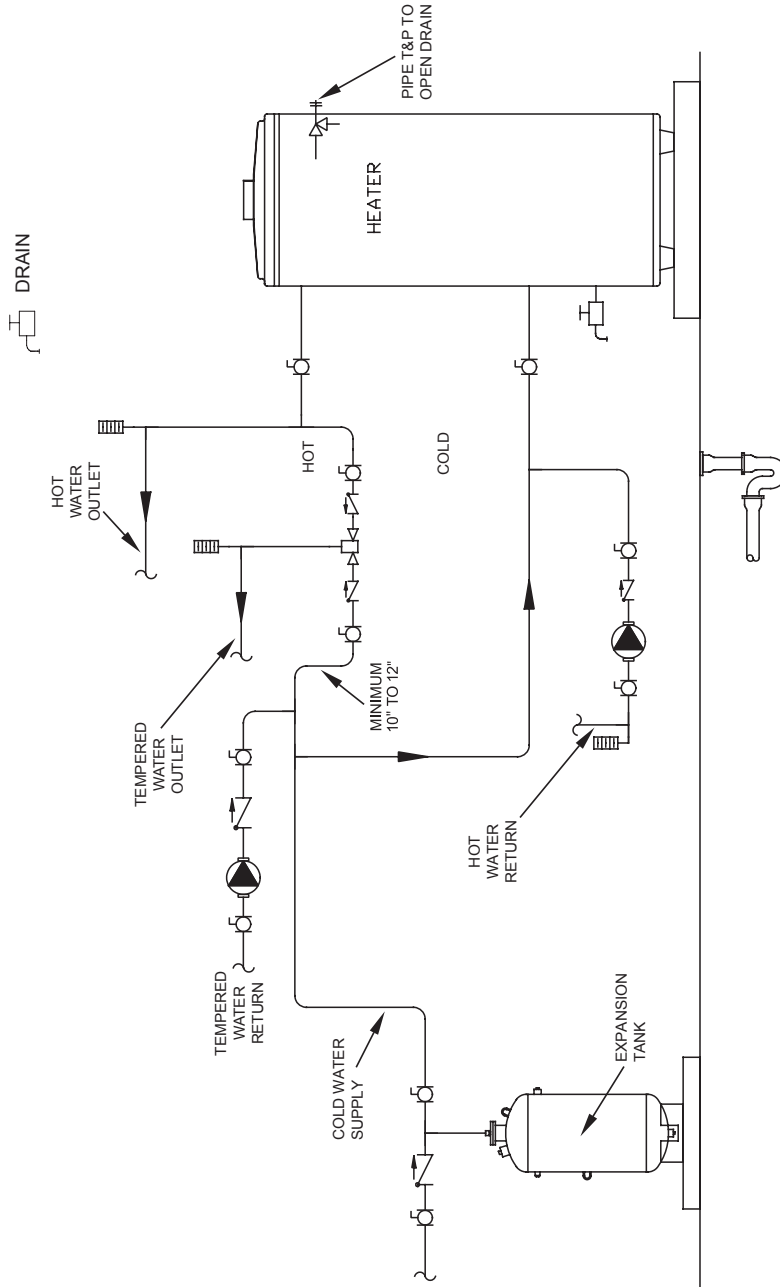 DRAIN
PIPE T&P TO
OPEN DRAIN
HEATER
HOT
WATER
OUTLET
HOT
COLD
TEMPERED
WATER
OUTLET
MINIMUM
10" TO 12"
TEMPERED
WATER
RETURN
HOT
WATER
RETURN
COLD WATER
SUPPLY
EXPANSION
TANK